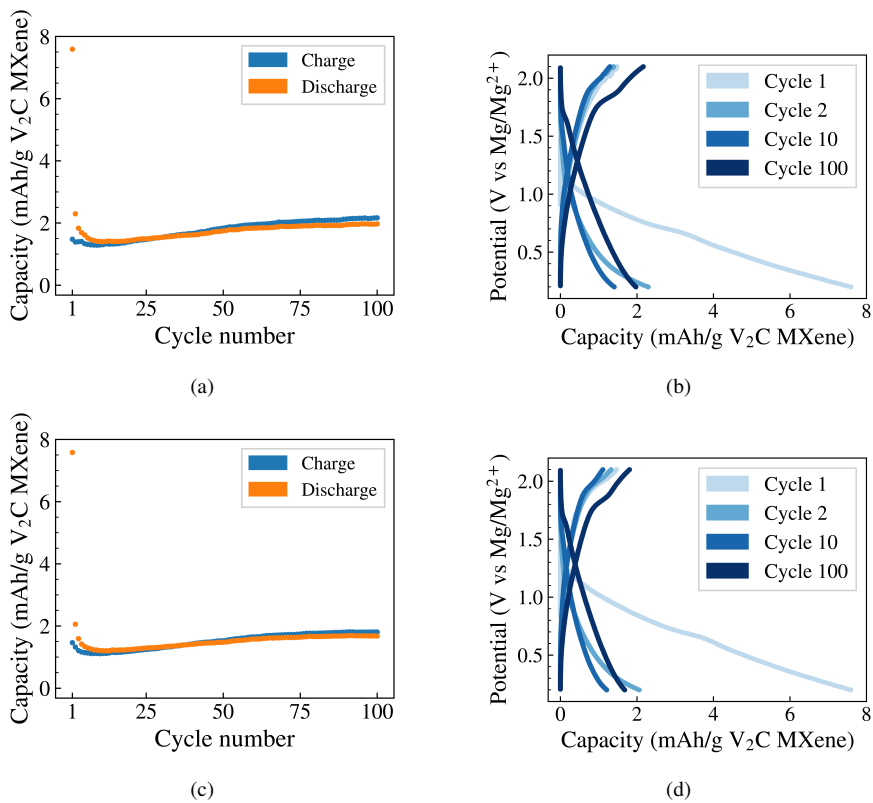 8
6
4
2
0
Capacity (mAh/g V₂C MXene)
Charge
Discharge
1
25
50
75
100
Cycle number
(a)
2.0
1.5
1.0
0.5
Potential (V vs Mg/Mg²⁺)
Cycle 1
Cycle 2
Cycle 10
Cycle 100
0
2
4
6
8
Capacity (mAh/g V₂C MXene)
(b)
8
6
4
2
0
Capacity (mAh/g V₂C MXene)
Charge
Discharge
1
25
50
75
100
Cycle number
(c)
2.0
1.5
1.0
0.5
Potential (V vs Mg/Mg²⁺)
Cycle 1
Cycle 2
Cycle 10
Cycle 100
0
2
4
6
8
Capacity (mAh/g V₂C MXene)
(d)